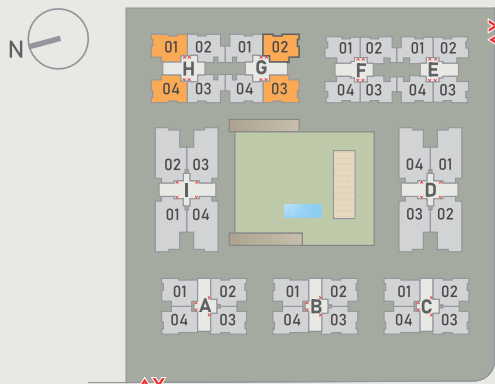 N
01 02 01 02
H G
04 03 04 03
01 02 01 02
F E
04 03 04 03
02 03
I
01 04
04 01
D
03 02
01 02
A
04 03
01 02
B
04 03
01 02
C
04 03